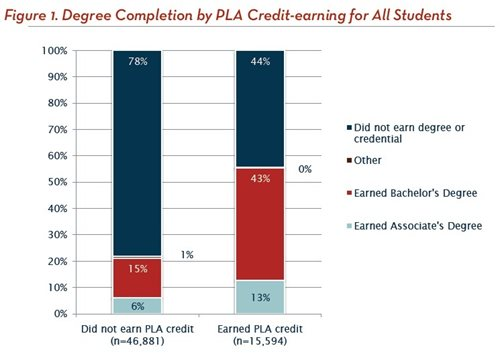 Figure 1. Degree Completion by PLA Credit-earning for All Students
100%
90%
80%
70%
60%
50%
40%
30%
20%
10%
0%
78%
1%
15%
6%
44%
0%
43%
13%
Did not earn PLA credit
(n=46,881)
Earned PLA credit
(n=15,594)
Did not earn degree or
credential
Other
Earned Bachelor's Degree
Earned Associate's Degree